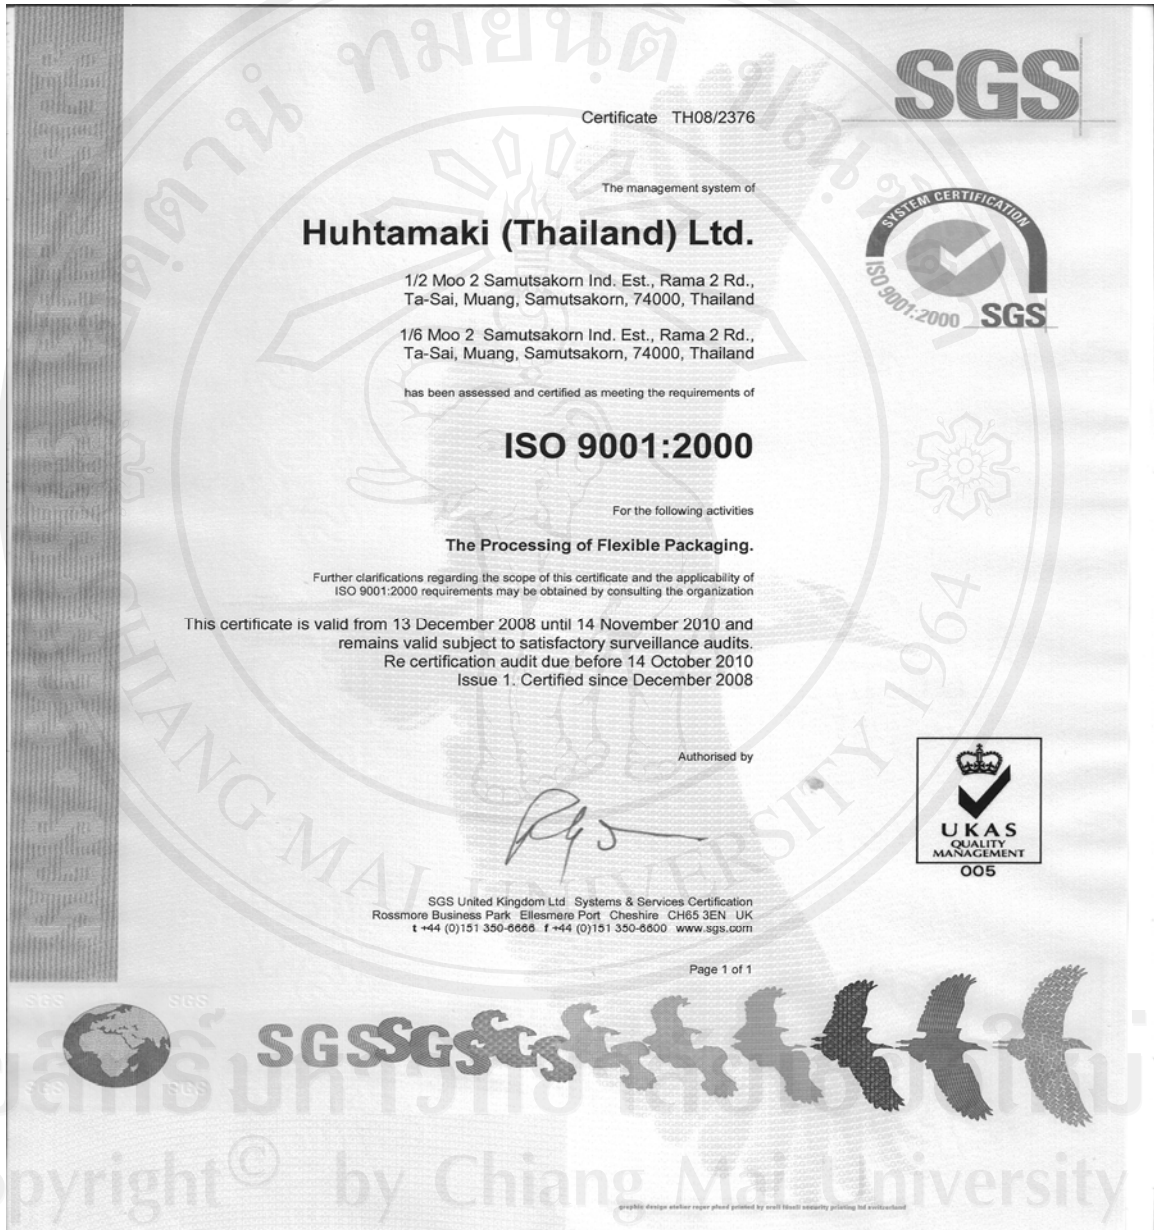 SGS
Certificate TH08/2376
The management system of
Huhtamaki (Thailand) Ltd.
1/2 Moo 2 Samutsakorn Ind. Est., Rama 2 Rd.,
Ta-Sai, Muang, Samutsakorn, 74000, Thailand
1/6 Moo 2 Samutsakorn Ind. Est., Rama 2 Rd.,
Ta-Sai, Muang, Samutsakorn, 74000, Thailand
SYSTEM CERTIFICATION
ISO 9001:2000
SGS
has been assessed and certified as meeting the requirements of
ISO 9001:2000
For the following activities
The Processing of Flexible Packaging.
Further clarifications regarding the scope of this certificate and the applicability of
ISO 9001:2000 requirements may be obtained by consulting the organization
This certificate is valid from 13 December 2008 until 14 November 2010 and
remains valid subject to satisfactory surveillance audits.
Re certification audit due before 14 October 2010
Issue 1. Certified since December 2008
Authorised by
UKAS
QUALITY
MANAGEMENT
005
SGS United Kingdom Ltd Systems & Services Certification
Rossmore Business Park Ellesmere Port Cheshire CH65 3EN UK
t +44 (0)151 350-6666 f +44 (0)151 350-6600 www.sgs.com
Page 1 of 1
CHIANG MAI UNIVERSITY 1964
SGS SGS
SGS
SGS SGS
opyright© by Chiang Mai University